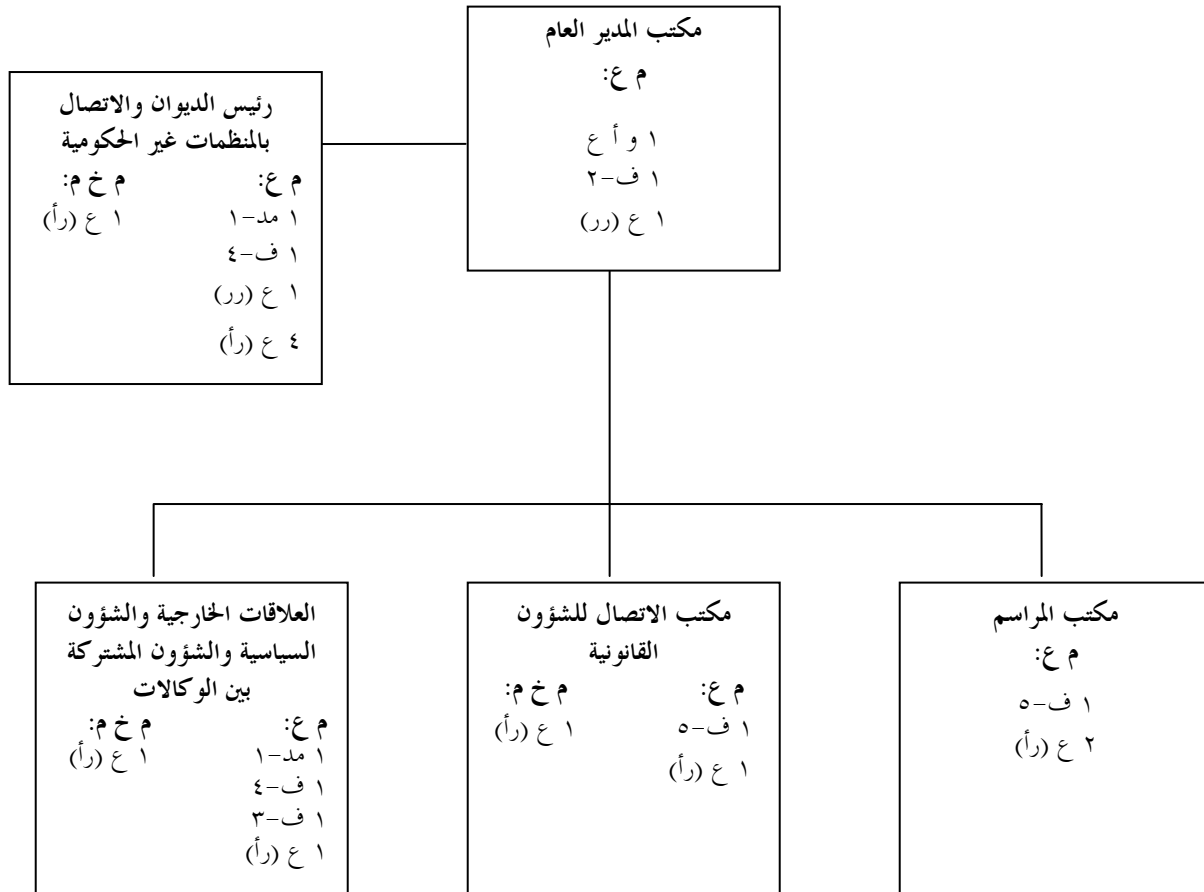 مكتب المدير العام
م ع:
١ و أ ع
١ ف-٢
١ ع (رر)
رئيس الديوان والاتصال
بالمنظمات غير الحكومية
م ع: م خ م:
١ مد-١ ١ ع (رأ)
١ ف-٤
١ ع (رر)
٤ ع (رأ)
مكتب المراسم
م ع:
١ ف-٥
٢ ع (رأ)
مكتب الاتصال للشؤون
القانونية
م ع: م خ م:
١ ف-٥ ١ ع (رأ)
١ ع (رأ)
العلاقات الخارجية والشؤون
السياسية والشؤون المشتركة
بين الوكالات
م ع: م خ م:
١ مد-١ ١ ع (رأ)
١ ف-٤
١ ف-٣
١ ع (رأ)